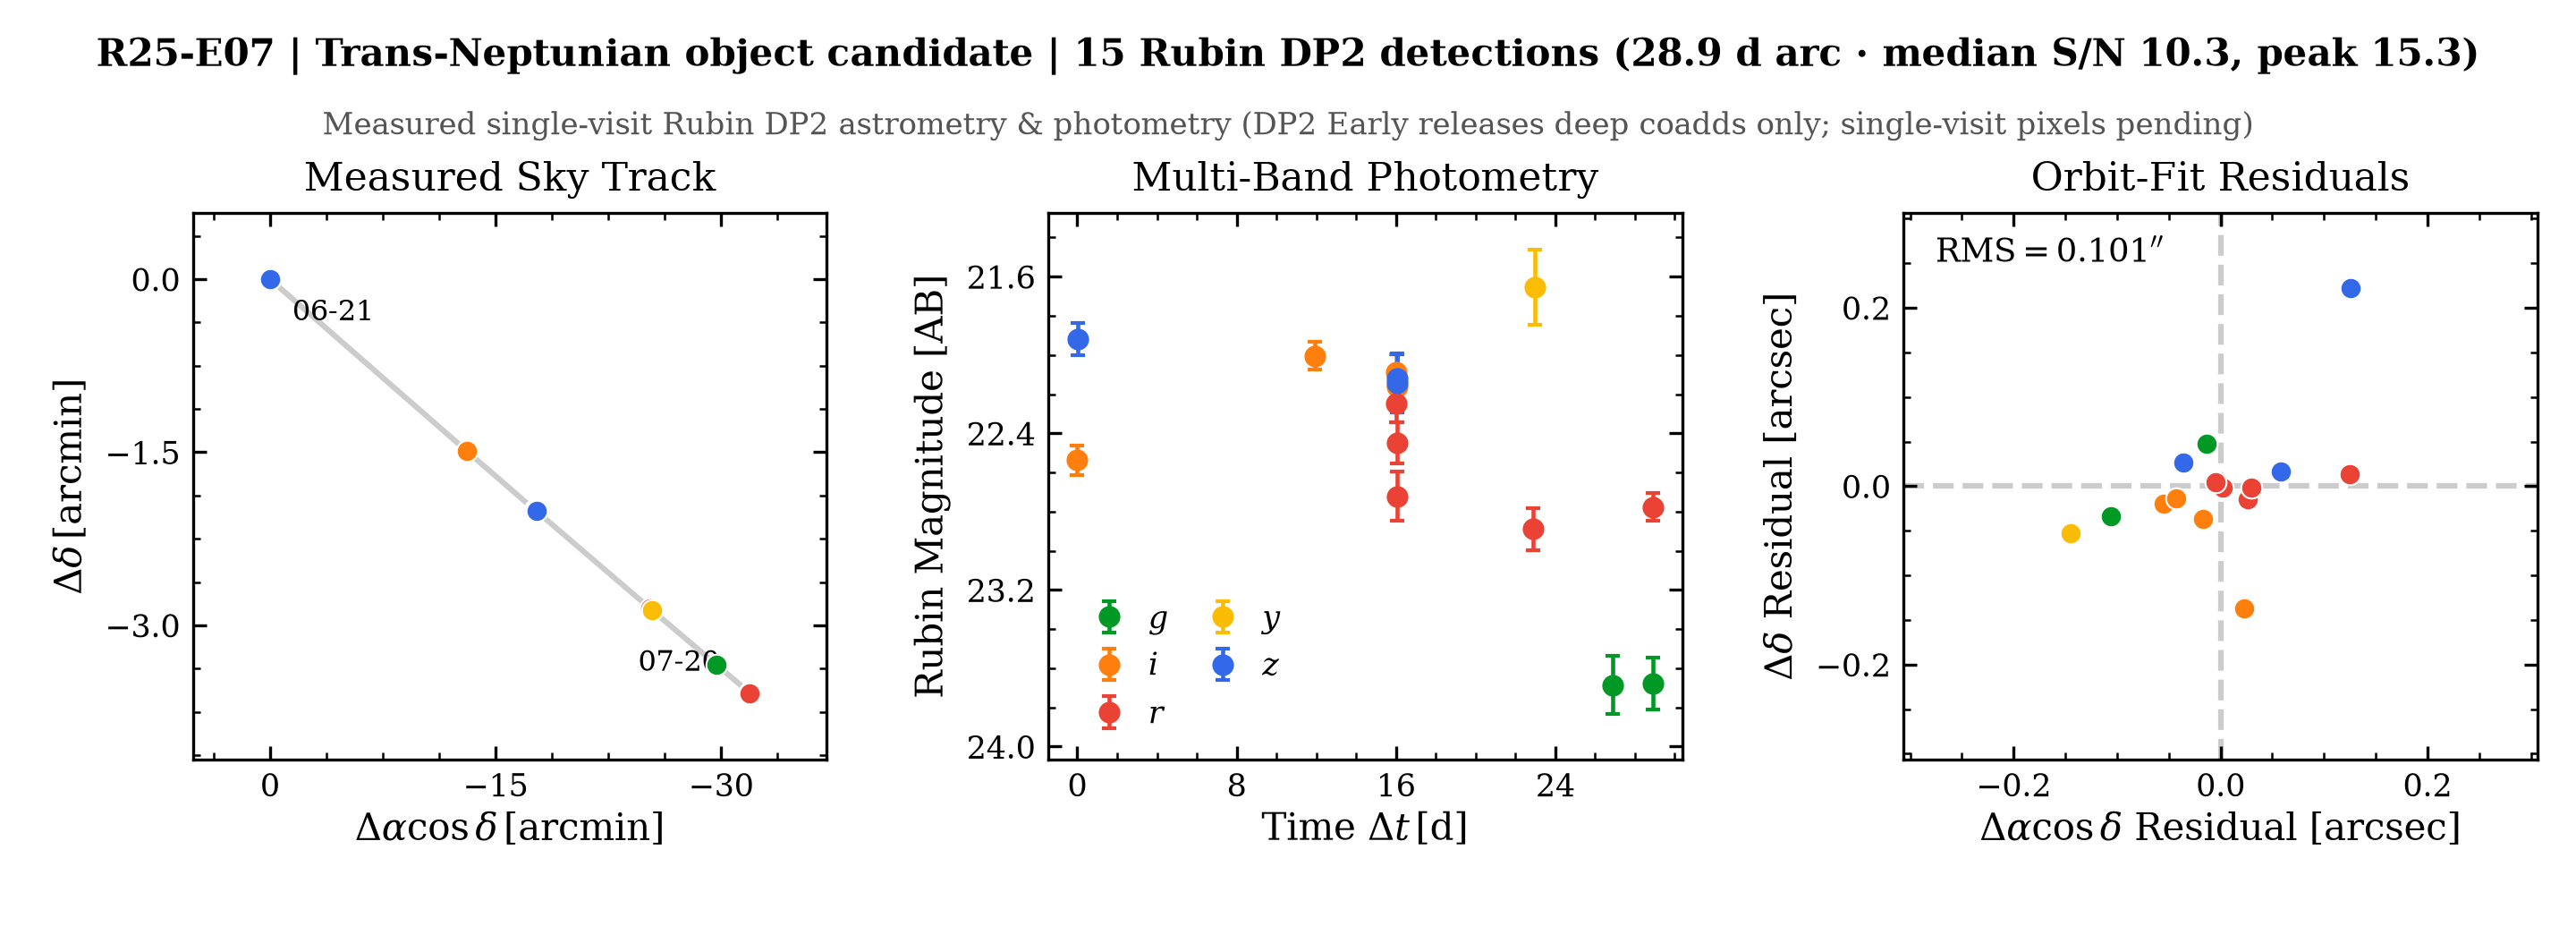 R25-E07 | Trans-Neptunian object candidate | 15 Rubin DP2 detections (28.9 d arc · median S/N 10.3, peak 15.3)
Measured single-visit Rubin DP2 astrometry & photometry (DP2 Early releases deep coadds only; single-visit pixels pending)
Measured Sky Track
0.0
−1.5
−3.0
Δδ [arcmin]
06-21
07-20
0
−15
−30
Δα cos δ [arcmin]
Multi-Band Photometry
21.6
22.4
23.2
24.0
Rubin Magnitude [AB]
g
i
r
y
z
0
8
16
24
Time Δt [d]
Orbit-Fit Residuals
RMS = 0.101″
0.2
0.0
−0.2
Δδ Residual [arcsec]
−0.2
0.0
0.2
Δα cos δ Residual [arcsec]